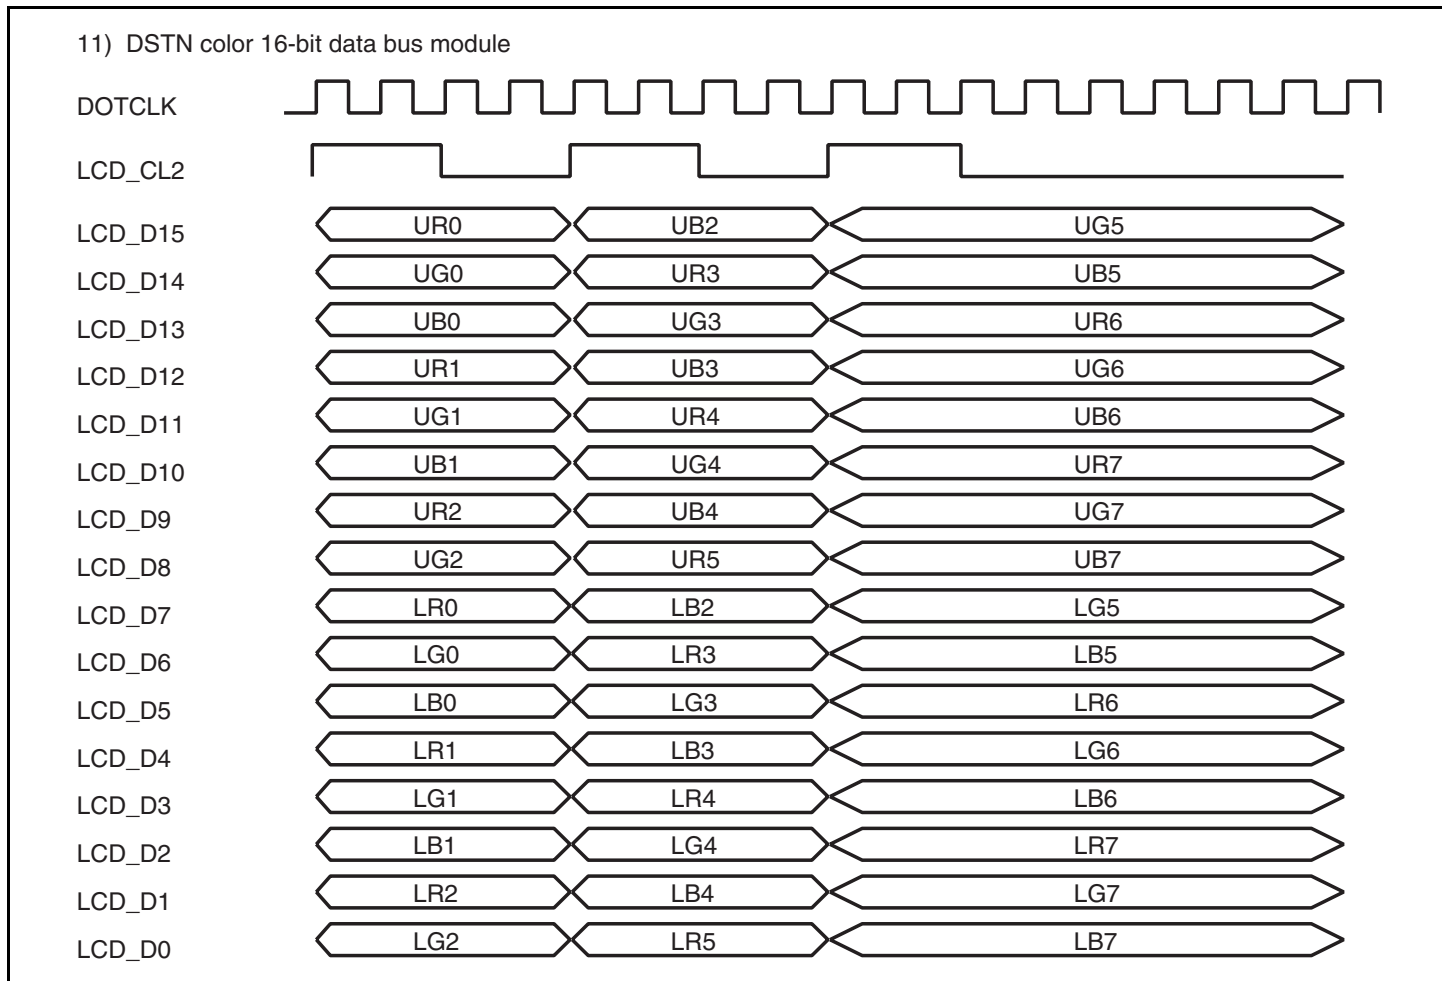 11) DSTN color 16-bit data bus module
DOTCLK
LCD_CL2
LCD_D15 UR0 UB2 UG5
LCD_D14 UG0 UR3 UB5
LCD_D13 UB0 UG3 UR6
LCD_D12 UR1 UB3 UG6
LCD_D11 UG1 UR4 UB6
LCD_D10 UB1 UG4 UR7
LCD_D9 UR2 UB4 UG7
LCD_D8 UG2 UR5 UB7
LCD_D7 LR0 LB2 LG5
LCD_D6 LG0 LR3 LB5
LCD_D5 LB0 LG3 LR6
LCD_D4 LR1 LB3 LG6
LCD_D3 LG1 LR4 LB6
LCD_D2 LB1 LG4 LR7
LCD_D1 LR2 LB4 LG7
LCD_D0 LG2 LR5 LB7